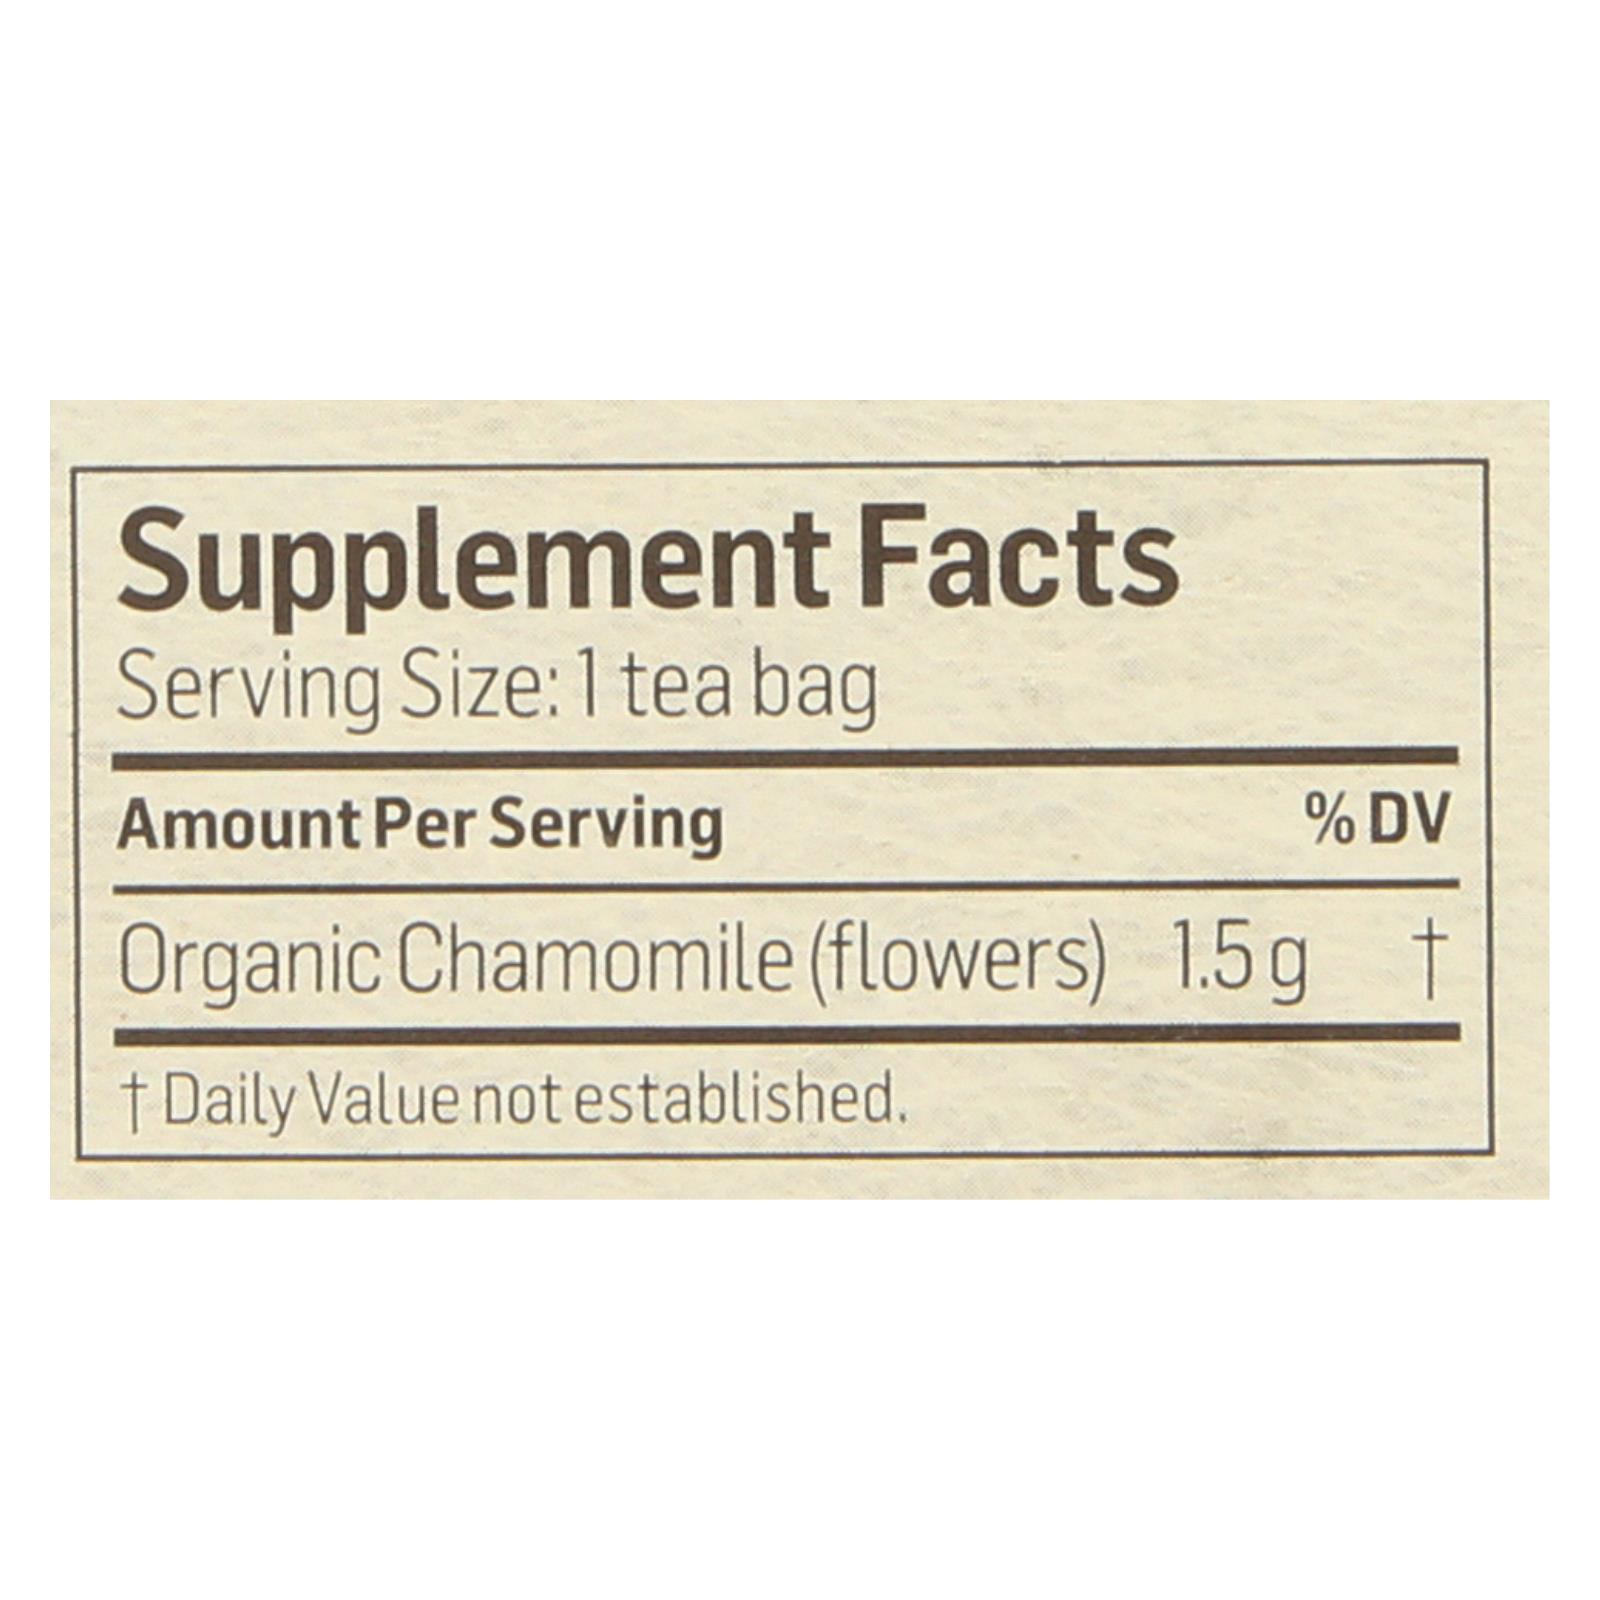 Supplement Facts
Serving Size: 1 tea bag
Amount Per Serving % DV
Organic Chamomile (flowers) 1.5 g †
† Daily Value not established.